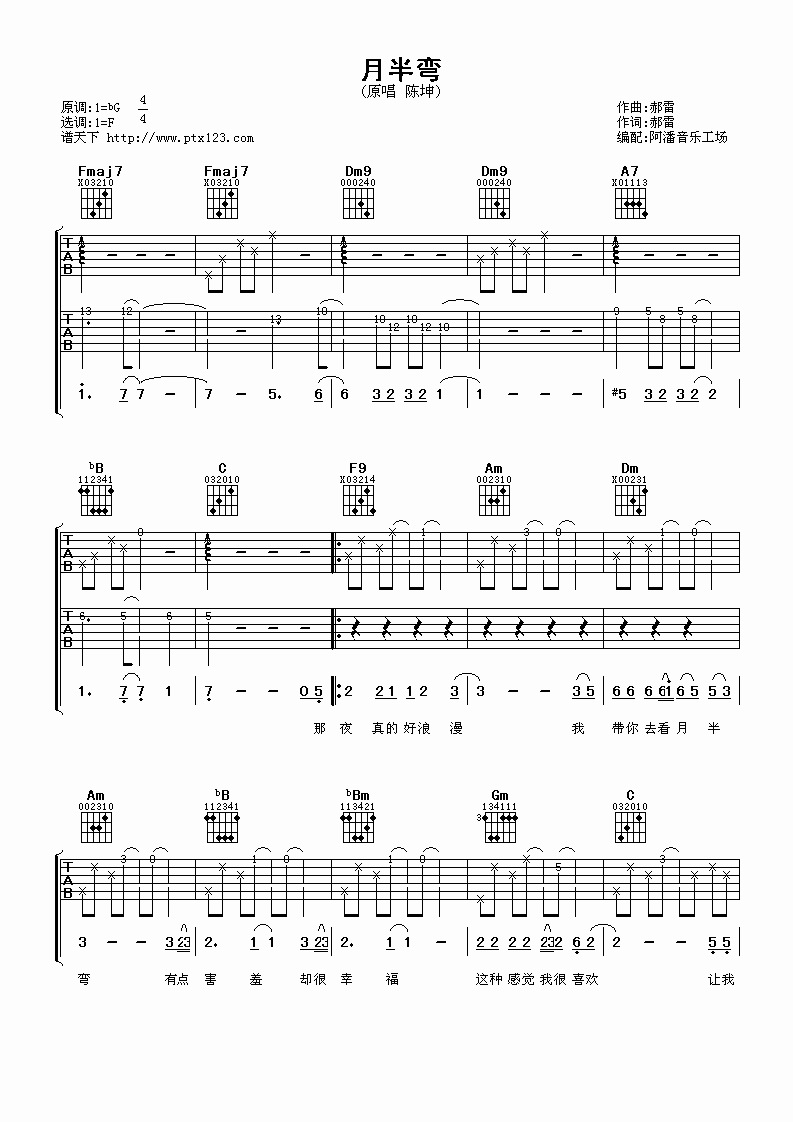 月半弯
(原唱 陈坤)
原调:1=bG 4/4
选调:1=F
谱天下 http://www.ptx123.com
作曲:郝雷
作词:郝雷
编配:阿潘音乐工场
Fmaj7 Fmaj7 Dm9 Dm9 A7
X03210 X03210 000240 000240 X01113
T A B
13 12 13 10 10 12 10 12 10 0 5 8 5 8
T A B
1. 7 7 - 7 - 5. 6 6 3 2 3 2 1 1 - - - #5 3 2 3 2 2
bB C F9 Am Dm
112341 032010 X03214 002310 X00231
0 1 3 0 1 0
T A B
6. 5 6 5
T A B
1. 7 7 1 7 - - 0 5 2 2 1 1 2 3 3 - - 3 5 6 6 6 6 1 6 5 5 3
那 夜 真的 好浪 漫 我 带你 去看 月 半
Am bB bBm Gm C
002310 112341 113421 134111 032010
3
3 0 1 0 1 0 5 3
T A B
3 - - 3 2 3 2. 1 1 3 2 3 2. 1 1 - 2 2 2 2 2 3 2 6 2 2 - - 5 5
弯 有点 害 羞 却很 幸 福 这种 感觉 我很 喜欢 让我